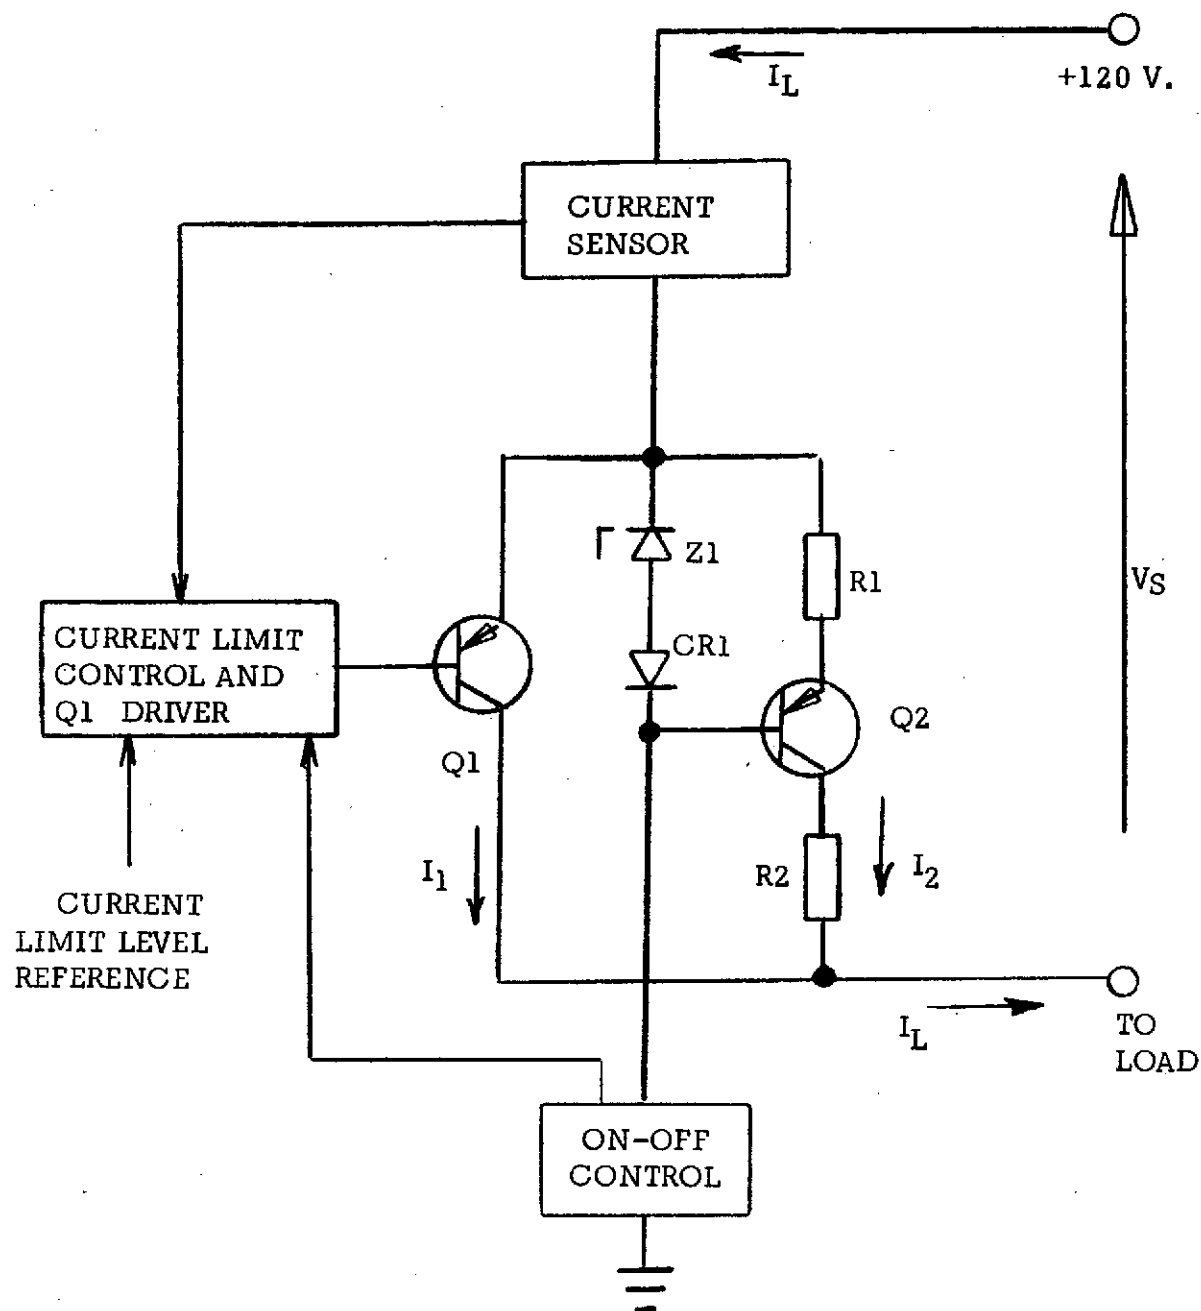 I_L
+120 V.
CURRENT
SENSOR
Z1
R1
V_S
CURRENT LIMIT
CONTROL AND
Q1 DRIVER
CR1
Q1
Q2
I_1
R2
I_2
CURRENT
LIMIT LEVEL
REFERENCE
I_L
TO
LOAD
ON-OFF
CONTROL